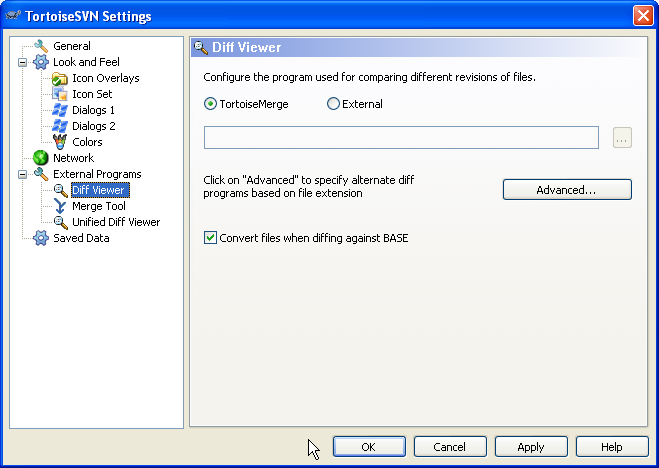 TortoiseSVN Settings
General
Look and Feel
Icon Overlays
Icon Set
Dialogs 1
Dialogs 2
Colors
Network
External Programs
Diff Viewer
Merge Tool
Unified Diff Viewer
Saved Data
Diff Viewer
Configure the program used for comparing different revisions of files.
TortoiseMerge
External
...
Click on "Advanced" to specify alternate diff
programs based on file extension
Advanced...
Convert files when diffing against BASE
OK
Cancel
Apply
Help